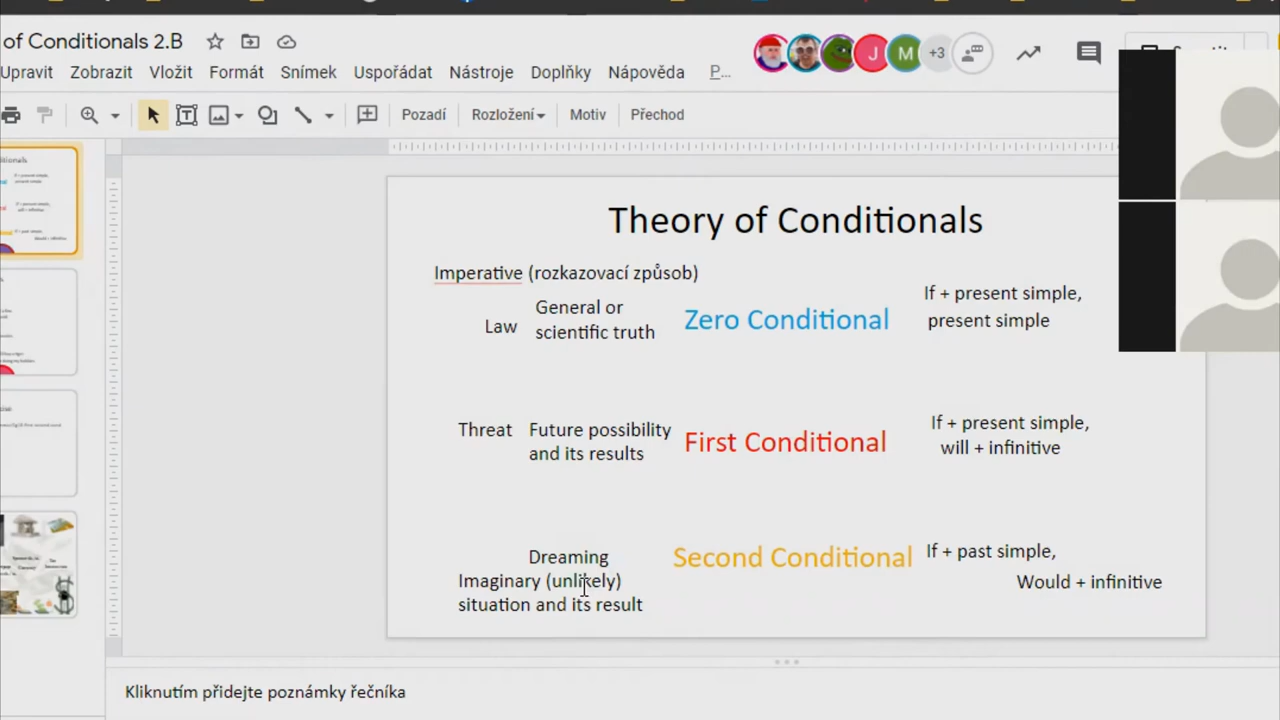 of Conditionals 2.B
J
M
+3
Upravit Zobrazit Vložit Formát Snímek Uspořádat Nástroje Doplňky Nápověda P...
Pozadí Rozložení Motiv Přechod
Theory of Conditionals
Imperative (rozkazovací způsob)
Law
General or
scientific truth
Zero Conditional
If + present simple,
present simple
Threat
Future possibility
and its results
First Conditional
If + present simple,
will + infinitive
Dreaming
Imaginary (unlikely)
situation and its result
Second Conditional
If + past simple,
Would + infinitive
Kliknutím přidejte poznámky řečníka